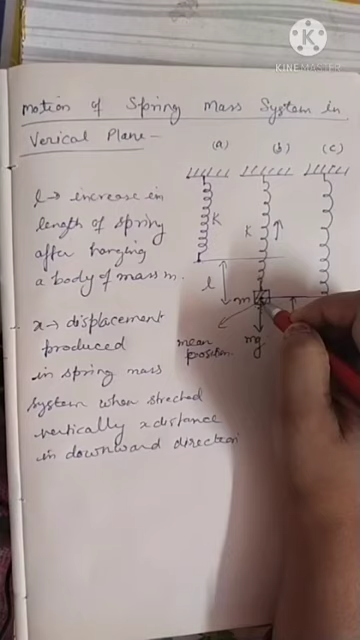 KINEMASTER
motion of Spring mass System in
Verical Plane -
(a) (b) (c)
l → increase in
length of spring
after hanging
a body of mass m.
x → displacement
produced
in spring mass
system when streched
vertically x distance
in downward direction
K
K
l
m
mean
position
mg